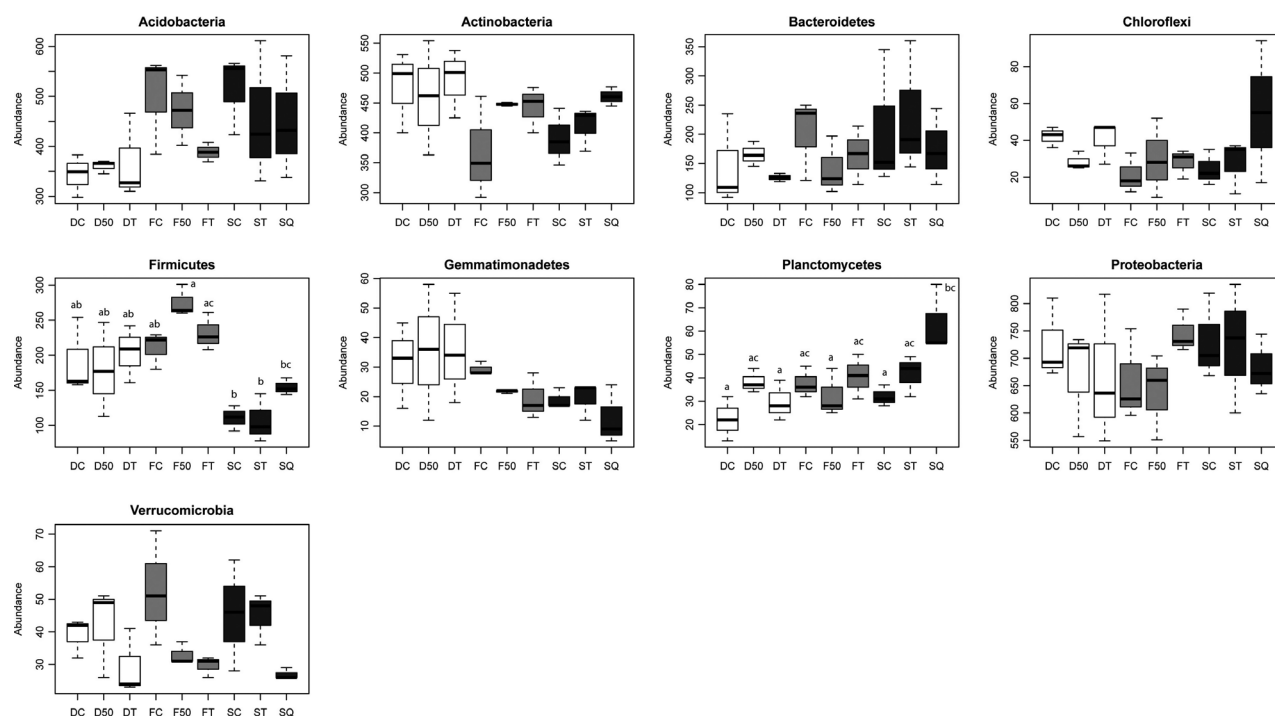 Acidobacteria
Abundance
600
500
400
300
DC D50 DT FC F50 FT SC ST SQ
Actinobacteria
Abundance
550
500
450
400
350
300
DC D50 DT FC F50 FT SC ST SQ
Bacteroidetes
Abundance
350
300
250
200
150
100
DC D50 DT FC F50 FT SC ST SQ
Chloroflexi
Abundance
80
60
40
20
DC D50 DT FC F50 FT SC ST SQ
Firmicutes
Abundance
300
250
200
150
100
ab ab ab ab a ac b b bc
DC D50 DT FC F50 FT SC ST SQ
Gemmatimonadetes
Abundance
60
50
40
30
20
10
DC D50 DT FC F50 FT SC ST SQ
Planctomycetes
Abundance
80
70
60
50
40
30
20
a ac a ac a ac a ac bc
DC D50 DT FC F50 FT SC ST SQ
Proteobacteria
Abundance
800
750
700
650
600
550
DC D50 DT FC F50 FT SC ST SQ
Verrucomicrobia
Abundance
70
60
50
40
30
DC D50 DT FC F50 FT SC ST SQ